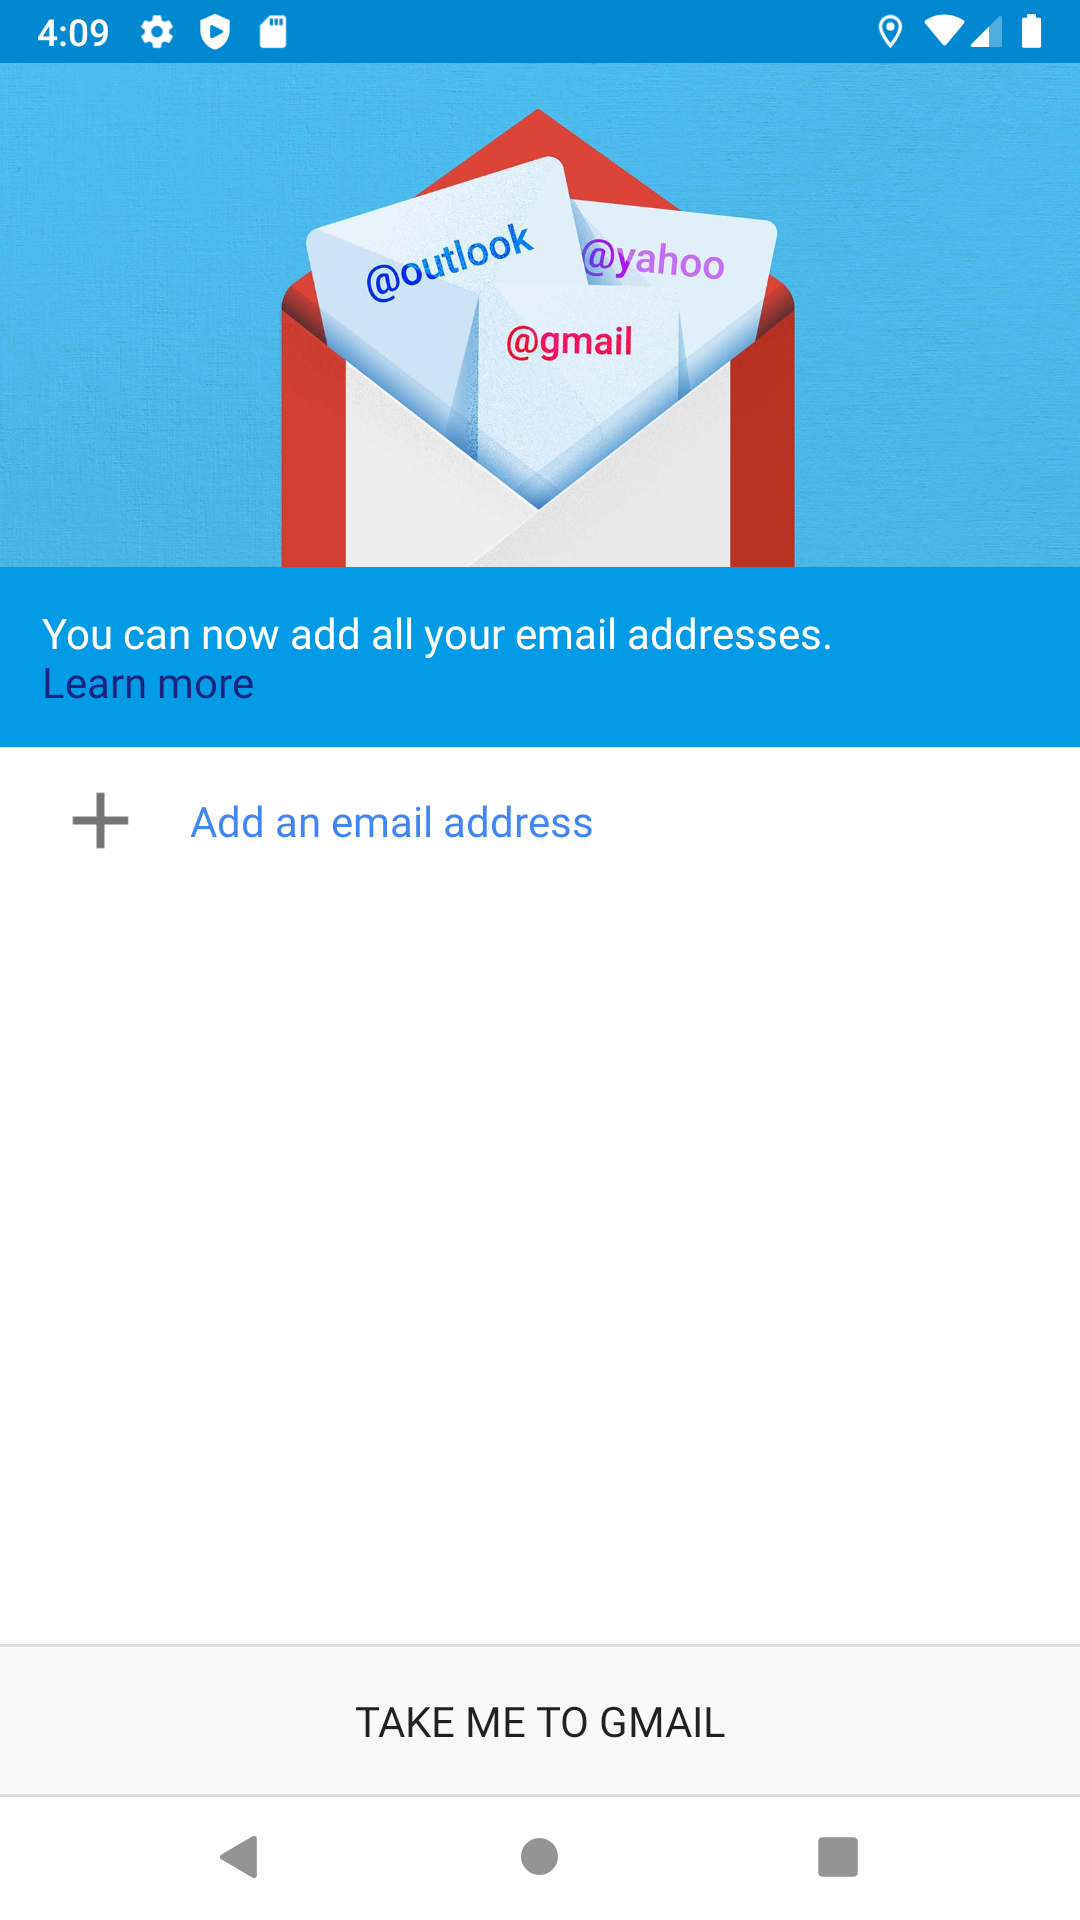 4:09
@outlook
@yahoo
@gmail
You can now add all your email addresses.
Learn more
Add an email address
TAKE ME TO GMAIL